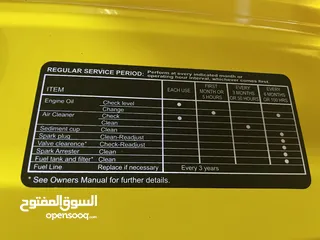 REGULAR SERVICE PERIOD: Perform at every indicated month or
operating hour interval, whichever comes first.
ITEM
EACH USE
FIRST
MONTH OR
5 HOURS
EVERY
3 MONTHS
OR 50 HOURS
EVERY
6 MONTHS
OR 100 HRS
Engine Oil Check level
Change
Air Cleaner Check
Clean
Sediment cup Clean
Spark plug Clean-Readjust
Valve clearance* Check-Readjust
Spark Arrester Clean
Fuel tank and filter* Clean
Fuel Line Replace if necessary Every 3 years
* See Owners Manual for further details.
السوق المفتوح
opensooq.com